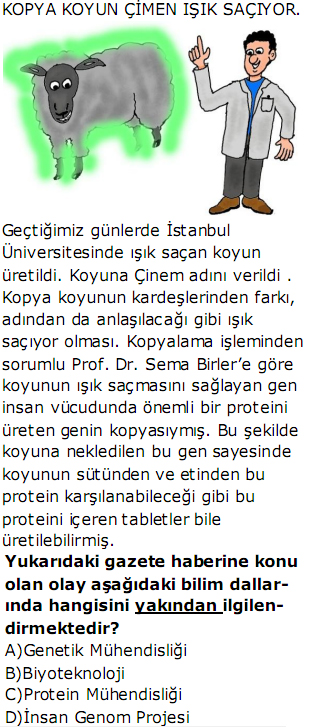 KOPYA KOYUN ÇİMEN IŞIK SAÇIYOR.
Geçtiğimiz günlerde İstanbul
Üniversitesinde ışık saçan koyun
üretildi. Koyuna Çinem adını verildi .
Kopya koyunun kardeşlerinden farkı,
adından da anlaşılacağı gibi ışık
saçıyor olması. Kopyalama işleminden
sorumlu Prof. Dr. Sema Birler’e göre
koyunun ışık saçmasını sağlayan gen
insan vücudunda önemli bir proteini
üreten genin kopyasıymış. Bu şekilde
koyuna nekledilen bu gen sayesinde
koyunun sütünden ve etinden bu
protein karşılanabileceği gibi bu
proteini içeren tabletler bile
üretilebilirmiş.
Yukarıdaki gazete haberine konu
olan olay aşağıdaki bilim dallar-
ında hangisini yakından ilgilen-
dirmektedir?
A)Genetik Mühendisliği
B)Biyoteknoloji
C)Protein Mühendisliği
D)İnsan Genom Projesi